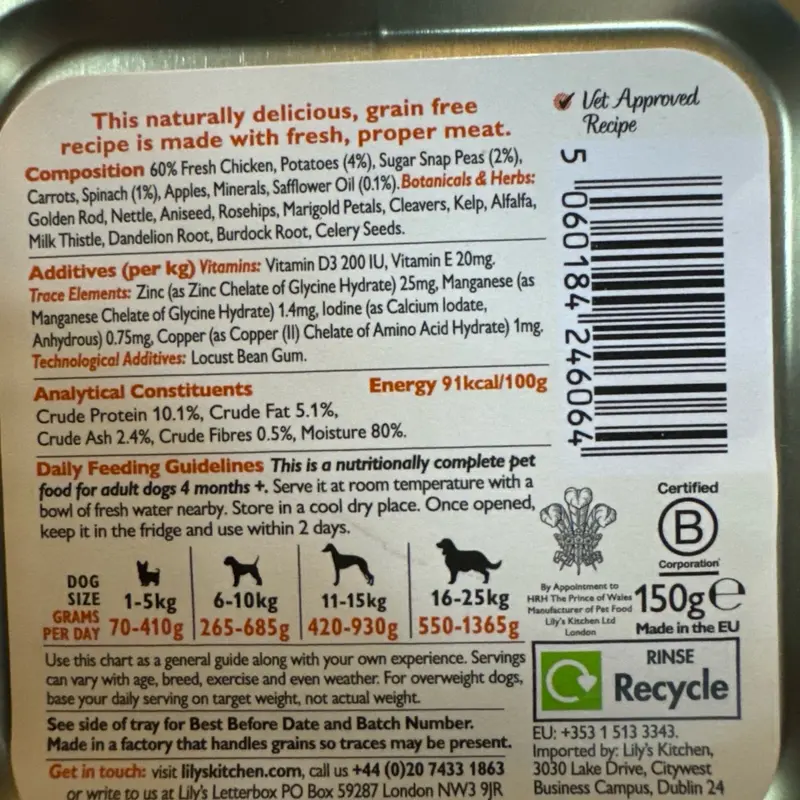 This naturally delicious, grain free
recipe is made with fresh, proper meat.
Composition 60% Fresh Chicken, Potatoes (4%), Sugar Snap Peas (2%),
Carrots, Spinach (1%), Apples, Minerals, Safflower Oil (0.1%). Botanicals & Herbs:
Golden Rod, Nettle, Aniseed, Rosehips, Marigold Petals, Cleavers, Kelp, Alfalfa,
Milk Thistle, Dandelion Root, Burdock Root, Celery Seeds.
Additives (per kg) Vitamins: Vitamin D3 200 IU, Vitamin E 20mg.
Trace Elements: Zinc (as Zinc Chelate of Glycine Hydrate) 25mg, Manganese (as
Manganese Chelate of Glycine Hydrate) 1.4mg, Iodine (as Calcium Iodate,
Anhydrous) 0.75mg, Copper (as Copper (II) Chelate of Amino Acid Hydrate) 1mg.
Technological Additives: Locust Bean Gum.
Analytical Constituents Energy 91kcal/100g
Crude Protein 10.1%, Crude Fat 5.1%,
Crude Ash 2.4%, Crude Fibres 0.5%, Moisture 80%.
Daily Feeding Guidelines This is a nutritionally complete pet
food for adult dogs 4 months +. Serve it at room temperature with a
bowl of fresh water nearby. Store in a cool dry place. Once opened,
keep it in the fridge and use within 2 days.
DOG
SIZE 1-5kg 6-10kg 11-15kg 16-25kg
GRAMS
PER DAY 70-410g 265-685g 420-930g 550-1365g
Use this chart as a general guide along with your own experience. Servings
can vary with age, breed, exercise and even weather. For overweight dogs,
base your daily serving on target weight, not actual weight.
See side of tray for Best Before Date and Batch Number.
Made in a factory that handles grains so traces may be present.
Get in touch: visit lilyskitchen.com, call us +44 (0)20 7433 1863
or write to us at Lily's Letterbox PO Box 59287 London NW3 9JR
Vet Approved
Recipe
5 060184 246064
Certified
B
Corporation
By Appointment to
HRH The Prince of Wales
Manufacturer of Pet Food
Lily's Kitchen Ltd
London
150g e
Made in the EU
RINSE
Recycle
EU: +353 1 513 3343.
Imported by: Lily's Kitchen,
3030 Lake Drive, Citywest
Business Campus, Dublin 24